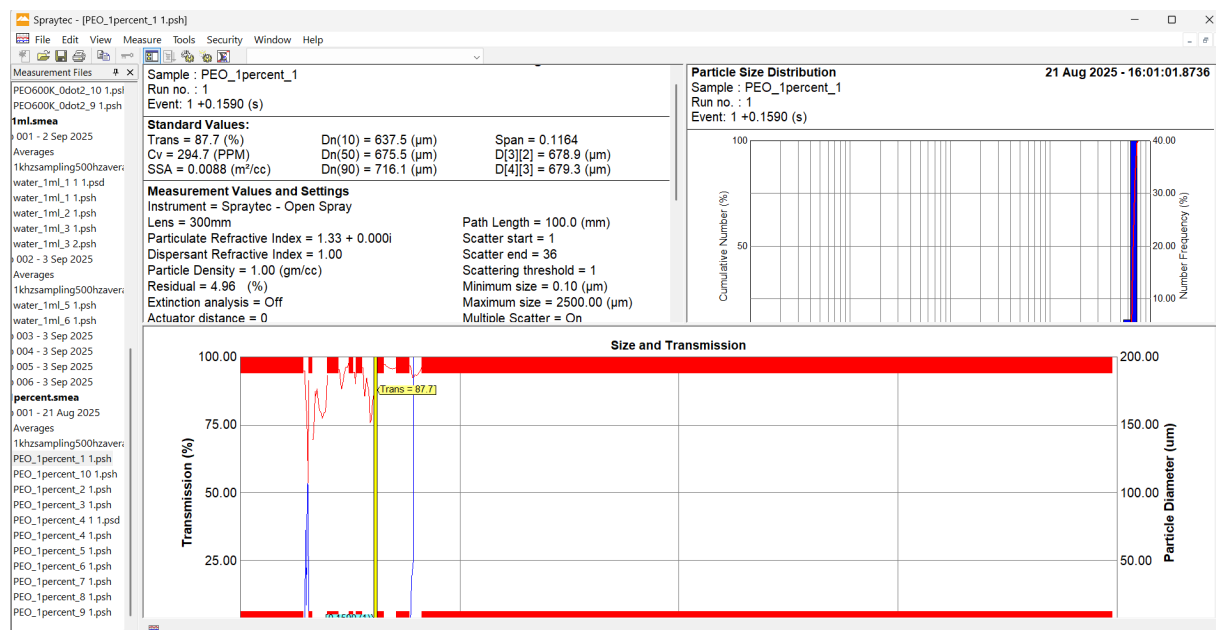 Spraytec - [PEO_1percent_1 1.psh]
File Edit View Measure Tools Security Window Help
Measurement Files
PEO600K_0dot2_10 1.psl
PEO600K_0dot2_9 1.psh
1ml.smea
001 - 2 Sep 2025
Averages
1khzsampling500hzavera
water_1ml_1 1 1.psd
water_1ml_1 1.psh
water_1ml_2 1.psh
water_1ml_3 1.psh
water_1ml_3 2.psh
002 - 3 Sep 2025
Averages
1khzsampling500hzavera
water_1ml_5 1.psh
water_1ml_6 1.psh
003 - 3 Sep 2025
004 - 3 Sep 2025
005 - 3 Sep 2025
006 - 3 Sep 2025
percent.smea
001 - 21 Aug 2025
Averages
1khzsampling500hzavera
PEO_1percent_1 1.psh
PEO_1percent_10 1.psh
PEO_1percent_2 1.psh
PEO_1percent_3 1.psh
PEO_1percent_4 1 1.psd
PEO_1percent_4 1.psh
PEO_1percent_5 1.psh
PEO_1percent_6 1.psh
PEO_1percent_7 1.psh
PEO_1percent_8 1.psh
PEO_1percent_9 1.psh
Sample : PEO_1percent_1
Run no. : 1
Event: 1 +0.1590 (s)
Standard Values:
Trans = 87.7 (%) Dn(10) = 637.5 (µm) Span = 0.1164
Cv = 294.7 (PPM) Dn(50) = 675.5 (µm) D[3][2] = 678.9 (µm)
SSA = 0.0088 (m²/cc) Dn(90) = 716.1 (µm) D[4][3] = 679.3 (µm)
Measurement Values and Settings
Instrument = Spraytec - Open Spray
Lens = 300mm Path Length = 100.0 (mm)
Particulate Refractive Index = 1.33 + 0.000i Scatter start = 1
Dispersant Refractive Index = 1.00 Scatter end = 36
Particle Density = 1.00 (gm/cc) Scattering threshold = 1
Residual = 4.96 (%) Minimum size = 0.10 (µm)
Extinction analysis = Off Maximum size = 2500.00 (µm)
Actuator distance = 0 Multiple Scatter = On
Particle Size Distribution 21 Aug 2025 - 16:01:01.8736
Sample : PEO_1percent_1
Run no. : 1
Event: 1 +0.1590 (s)
100
50
Cumulative Number (%)
40.00
30.00
20.00
10.00
Number Frequency (%)
Size and Transmission
100.00
75.00
50.00
25.00
Transmission (%)
Trans = 87.7
200.00
150.00
100.00
50.00
Particle Diameter (um)